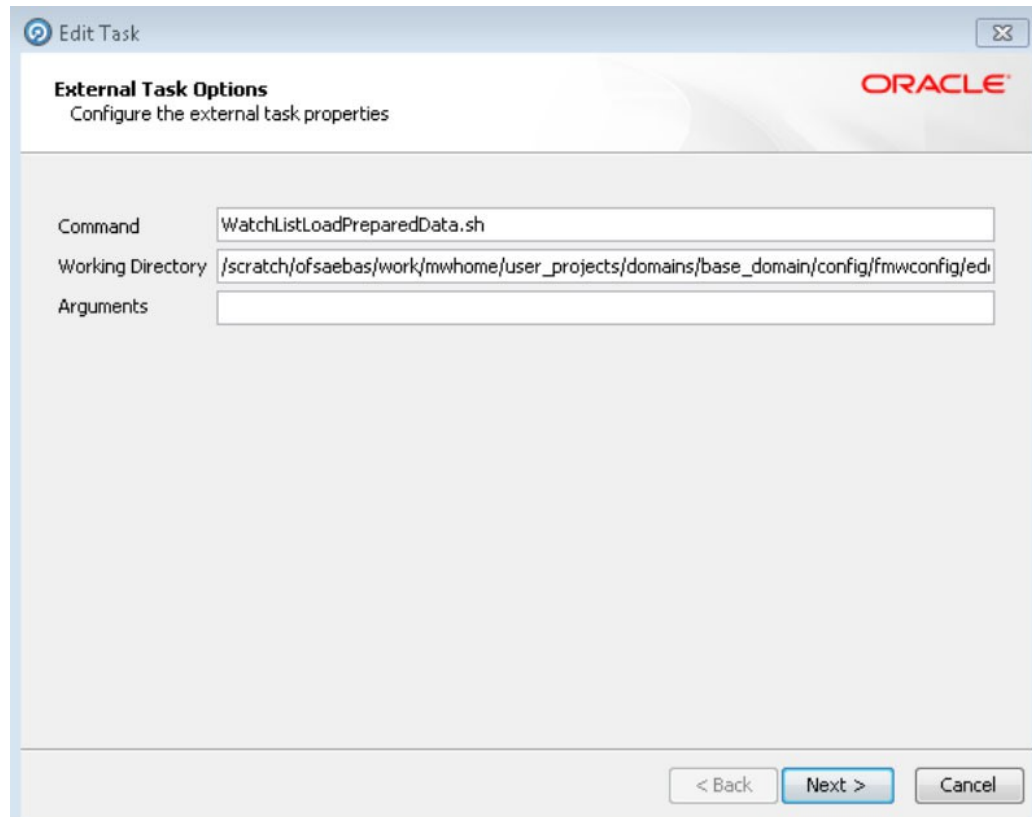 Edit Task
External Task Options
ORACLE
Configure the external task properties
Command WatchListLoadPreparedData.sh
Working Directory /scratch/ofsaebas/work/mwhome/user_projects/domains/base_domain/config/fmwconfig/ed
Arguments
< Back Next > Cancel